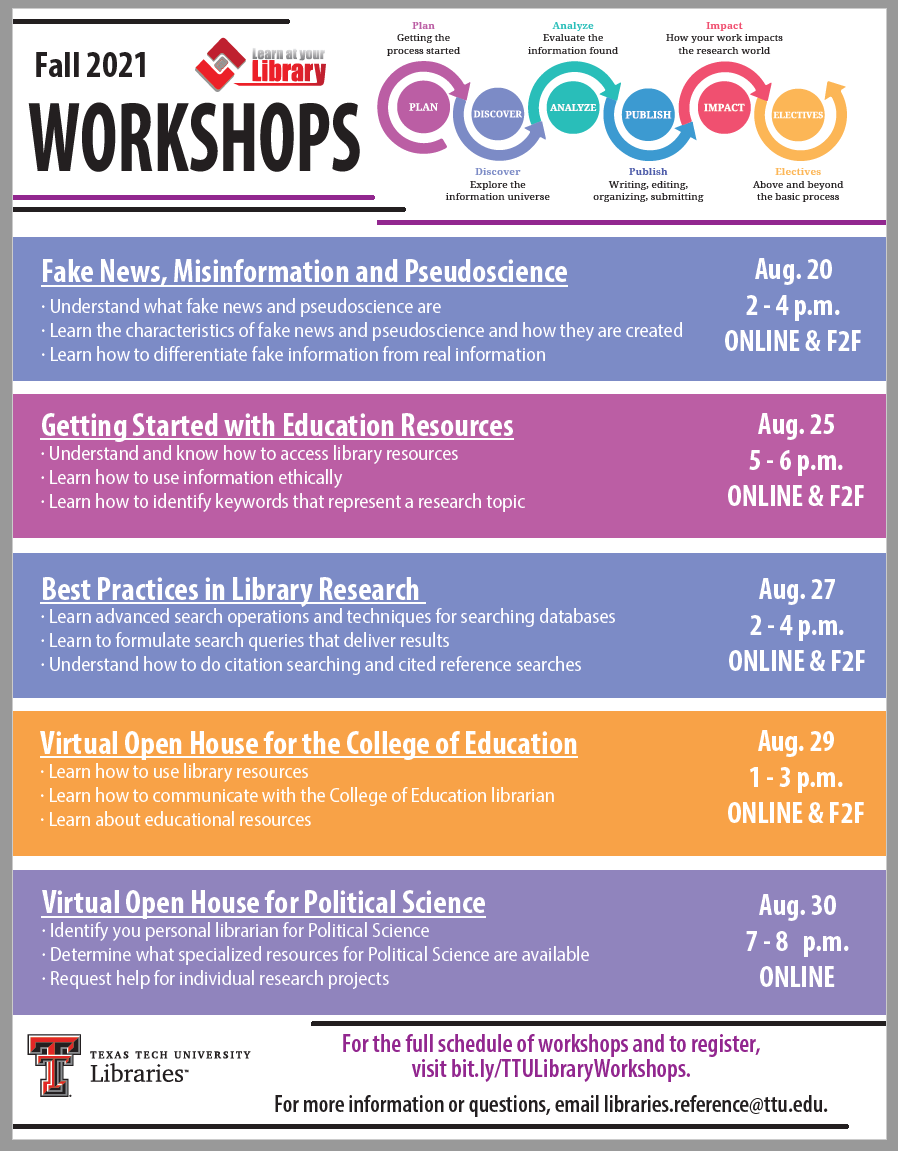 Fall 2021
Learn at your
Library
WORKSHOPS
Plan
Getting the
process started
Analyze
Evaluate the
information found
Impact
How your work impacts
the research world
PLAN
DISCOVER
ANALYZE
PUBLISH
IMPACT
ELECTIVES
Discover
Explore the
information universe
Publish
Writing, editing,
organizing, submitting
Electives
Above and beyond
the basic process
Fake News, Misinformation and Pseudoscience
· Understand what fake news and pseudoscience are
· Learn the characteristics of fake news and pseudoscience and how they are created
· Learn how to differentiate fake information from real information
Aug. 20
2 - 4 p.m.
ONLINE & F2F
Getting Started with Education Resources
· Understand and know how to access library resources
· Learn how to use information ethically
· Learn how to identify keywords that represent a research topic
Aug. 25
5 - 6 p.m.
ONLINE & F2F
Best Practices in Library Research
· Learn advanced search operations and techniques for searching databases
· Learn to formulate search queries that deliver results
· Understand how to do citation searching and cited reference searches
Aug. 27
2 - 4 p.m.
ONLINE & F2F
Virtual Open House for the College of Education
· Learn how to use library resources
· Learn how to communicate with the College of Education librarian
· Learn about educational resources
Aug. 29
1 - 3 p.m.
ONLINE & F2F
Virtual Open House for Political Science
· Identify you personal librarian for Political Science
· Determine what specialized resources for Political Science are available
· Request help for individual research projects
Aug. 30
7 - 8 p.m.
ONLINE
TEXAS TECH UNIVERSITY
Libraries™
For the full schedule of workshops and to register,
visit bit.ly/TTULibraryWorkshops.
For more information or questions, email libraries.reference@ttu.edu.